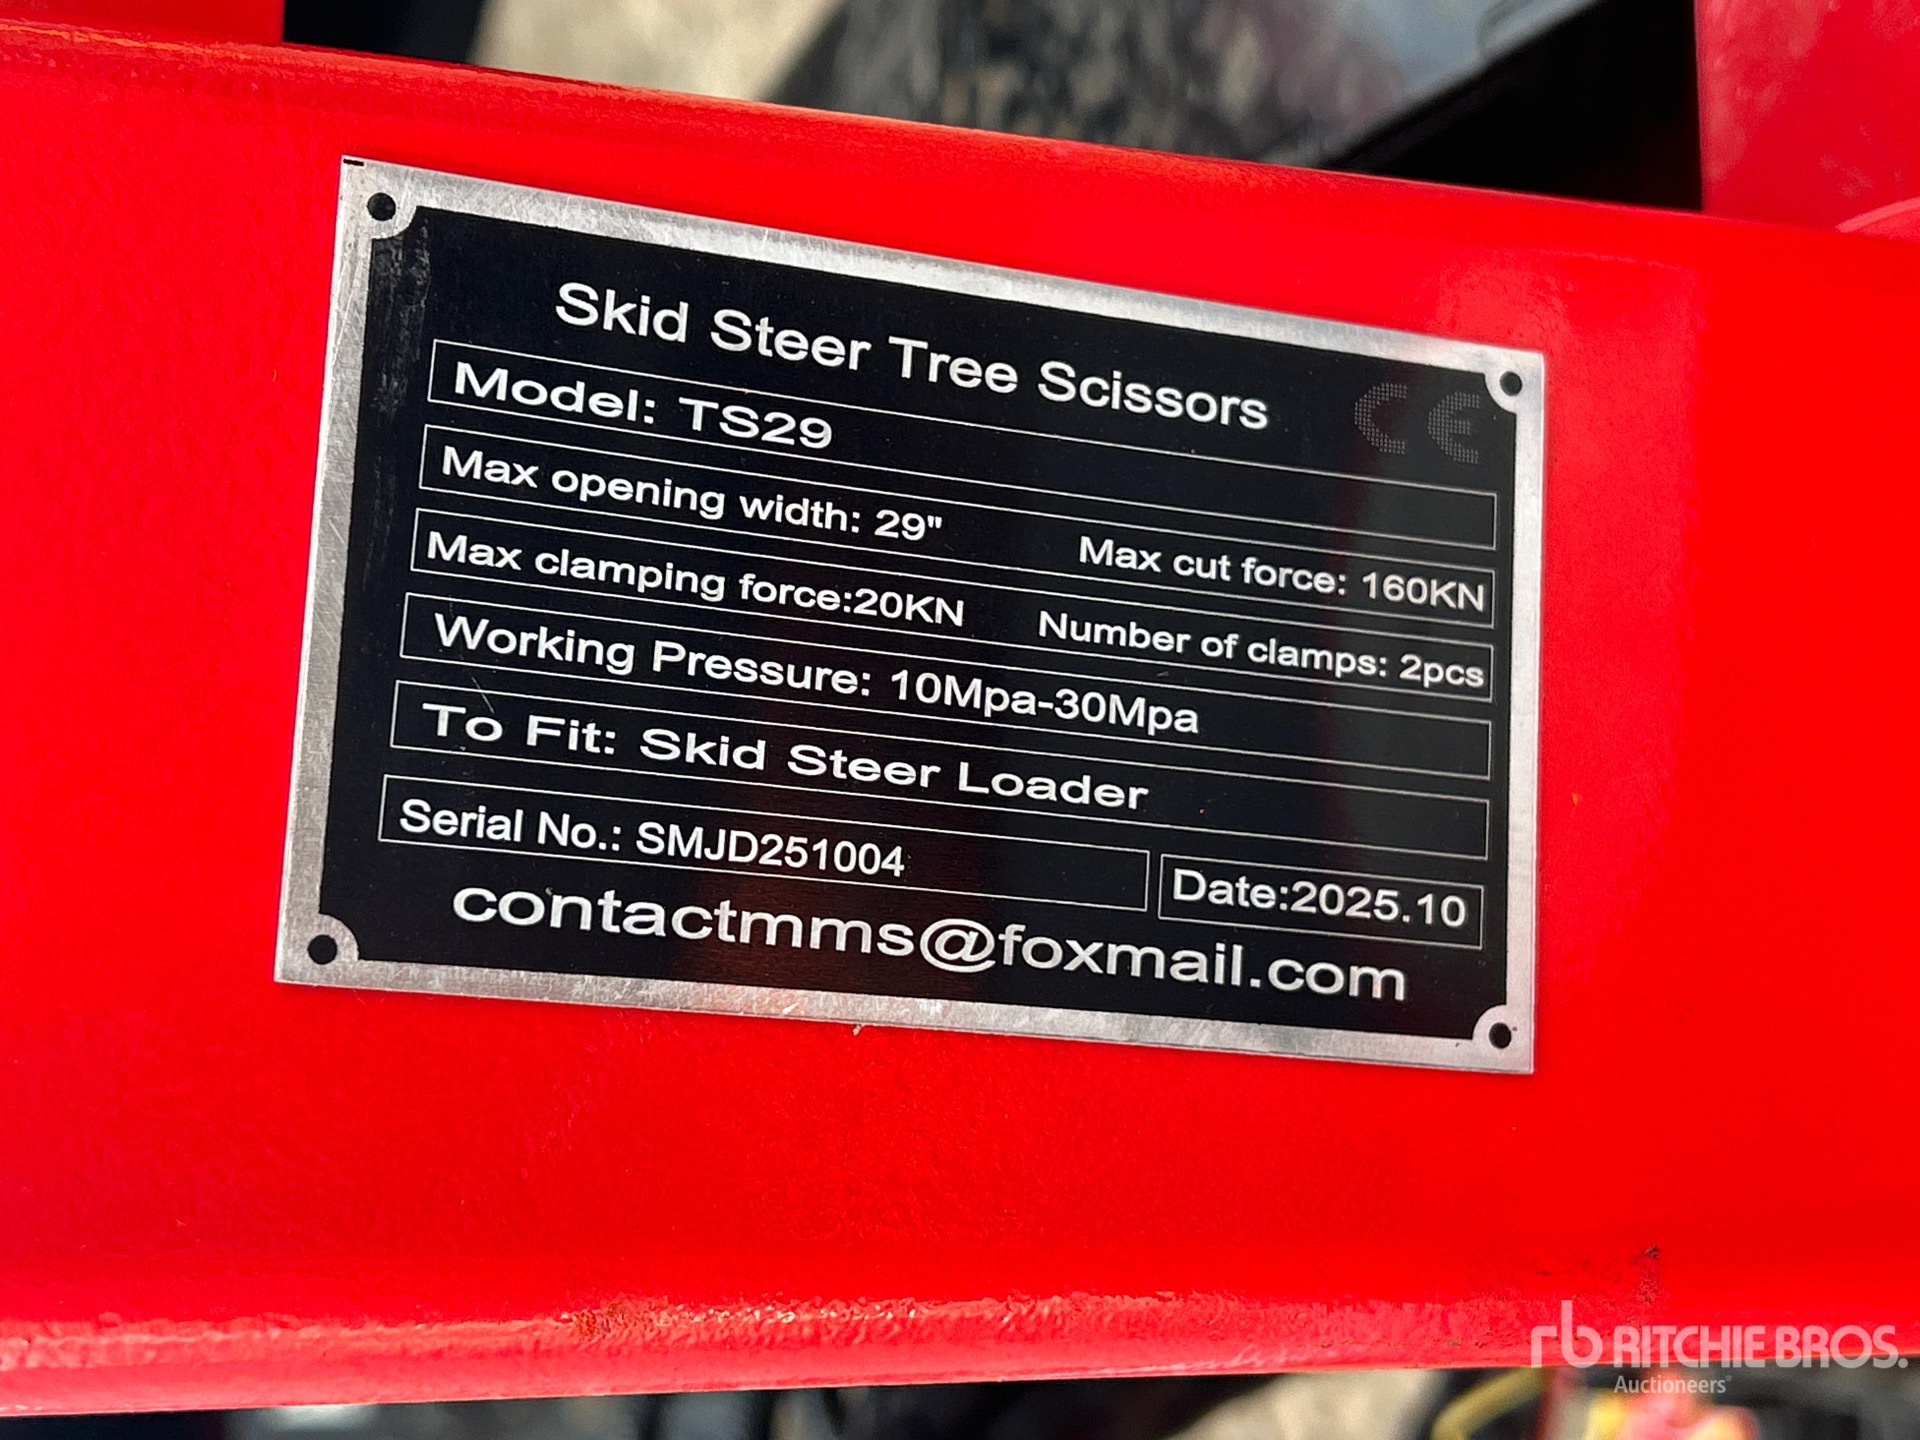 Skid Steer Tree Scissors
CE
Model: TS29
Max opening width: 29" Max cut force: 160KN
Max clamping force:20KN Number of clamps: 2pcs
Working Pressure: 10Mpa-30Mpa
To Fit: Skid Steer Loader
Serial No.: SMJD251004 Date:2025.10
contactmms@foxmail.com
rb RITCHIE BROS.
Auctioneers